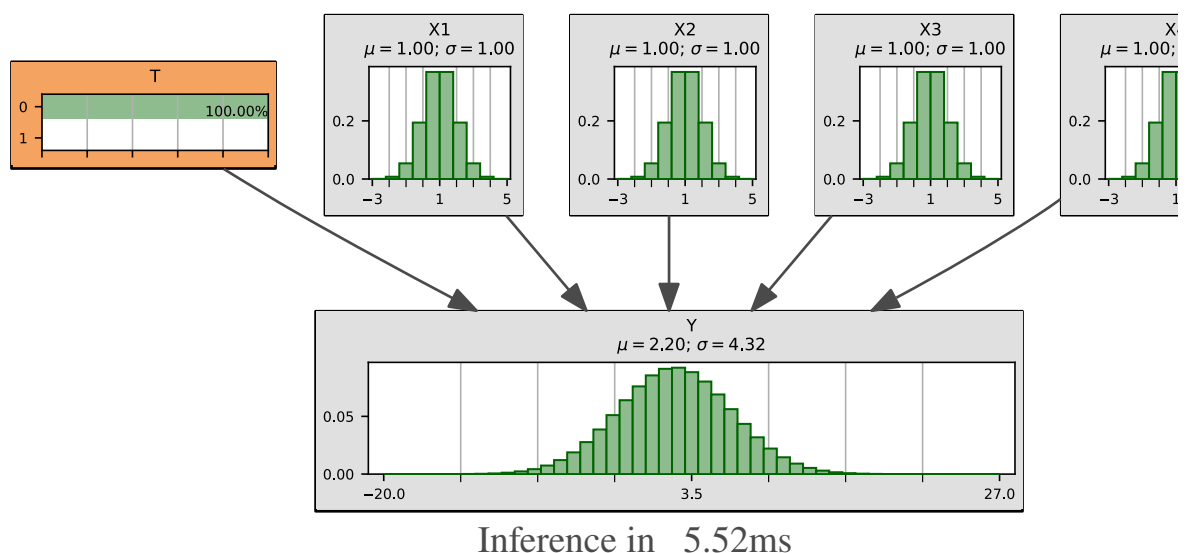 T
0
100.00%
1
X1
μ = 1.00; σ = 1.00
0.2
0.0
−3 1 5
X2
μ = 1.00; σ = 1.00
0.2
0.0
−3 1 5
X3
μ = 1.00; σ = 1.00
0.2
0.0
−3 1 5
μ = 1.00;
0.2
0.0
−3
Y
μ = 2.20; σ = 4.32
0.05
0.00
−20.0 3.5 27.0
Inference in 5.52ms